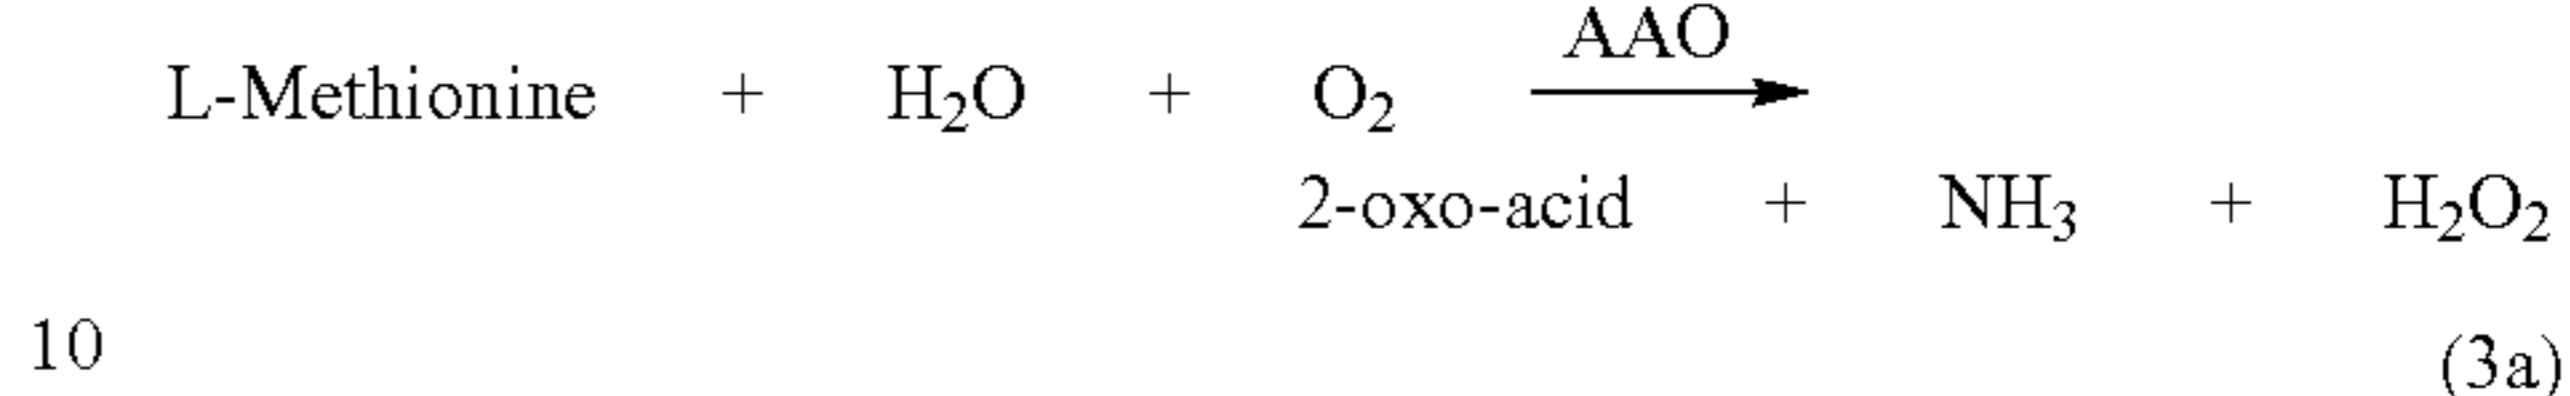 AAO
L-Methionine + H₂O + O₂ ⟶
2-oxo-acid + NH₃ + H₂O₂
10 (3a)